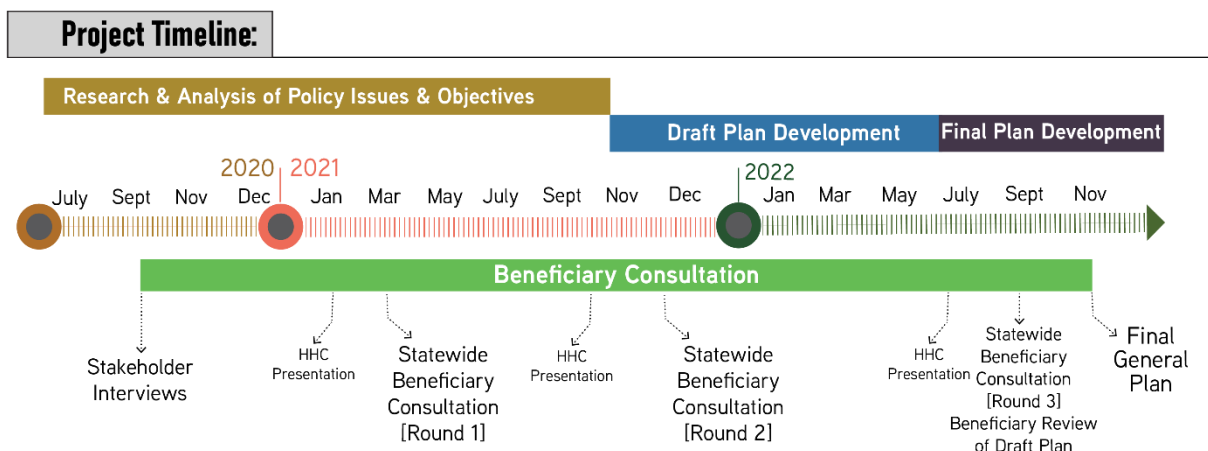 Project Timeline:
Research & Analysis of Policy Issues & Objectives
Draft Plan Development
Final Plan Development
2020
2021
2022
July
Sept
Nov
Dec
Jan
Mar
May
July
Sept
Nov
Dec
Jan
Mar
May
July
Sept
Nov
Beneficiary Consultation
Stakeholder
Interviews
HHC
Presentation
Statewide
Beneficiary
Consultation
[Round 1]
HHC
Presentation
Statewide
Beneficiary
Consultation
[Round 2]
HHC
Presentation
Statewide
Beneficiary
Consultation
[Round 3]
Beneficiary Review
of Draft Plan
Final
General
Plan